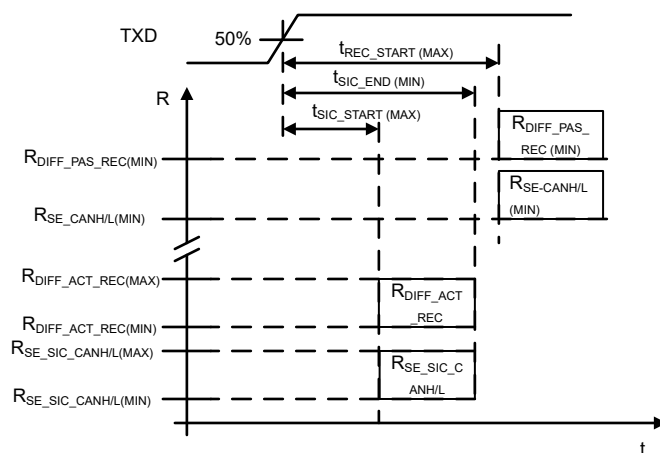 TXD
50%
tREC_START (MAX)
tSIC_END (MIN)
tSIC_START (MAX)
R
RDIFF_PAS_
REC (MIN)
RDIFF_PAS_REC(MIN)
RSE-CANH/L
(MIN)
RSE_CANH/L(MIN)
RDIFF_ACT_REC(MAX)
RDIFF_ACT
_REC
RDIFF_ACT_REC(MIN)
RSE_SIC_CANH/L(MAX)
RSE_SIC_C
ANH/L
RSE_SIC_CANH/L(MIN)
t